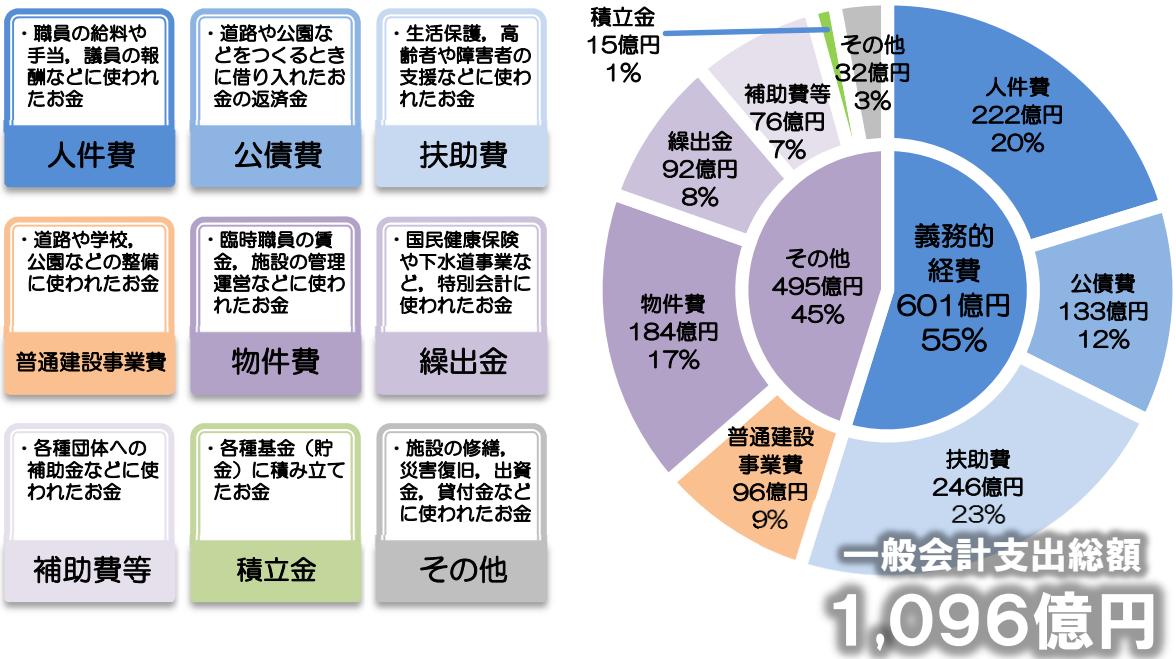 ・職員の給料や
手当，議員の報
酬などに使われ
たお金
人件費
・道路や公園な
どをつくるとき
に借り入れたお
金の返済金
公債費
・生活保護，高
齢者や障害者の
支援などに使わ
れたお金
扶助費
・道路や学校，
公園などの整備
に使われたお金
普通建設事業費
・臨時職員の賃
金，施設の管理
運営などに使わ
れたお金
物件費
・国民健康保険
や下水道事業な
ど，特別会計に
使われたお金
繰出金
・各種団体への
補助金などに使
われたお金
補助費等
・各種基金（貯
金）に積み立て
たお金
積立金
・施設の修繕，
災害復旧，出資
金，貸付金など
に使われたお金
その他
積立金
15億円
1%
その他
32億円
3%
補助費等
76億円
7%
繰出金
92億円
8%
物件費
184億円
17%
普通建設
事業費
96億円
9%
その他
495億円
45%
義務的
経費
601億円
55%
人件費
222億円
20%
公債費
133億円
12%
扶助費
246億円
23%
一般会計支出総額
1,096億円